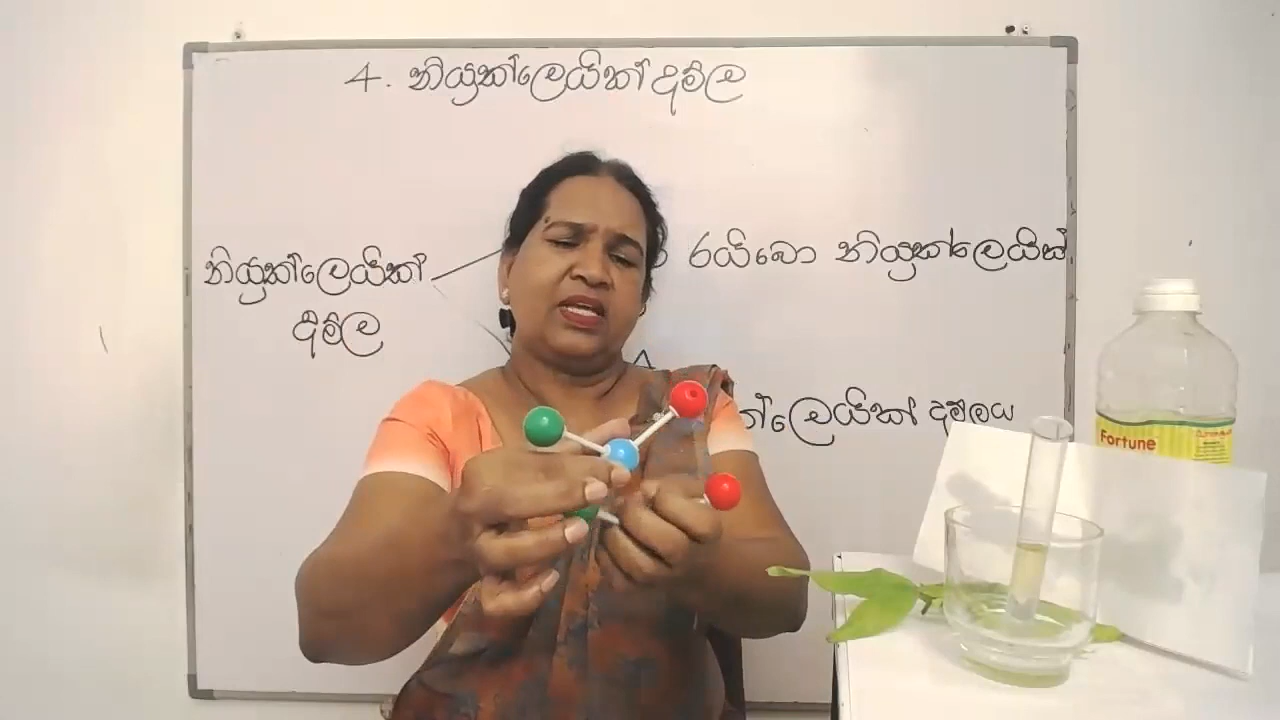 4. නියුක්ලෙයික් අම්ල
නියුක්ලෙයික්
අම්ල
රයිබො නියුක්ලෙයික්
ක්ලෙයික් අම්ලය
Fortune